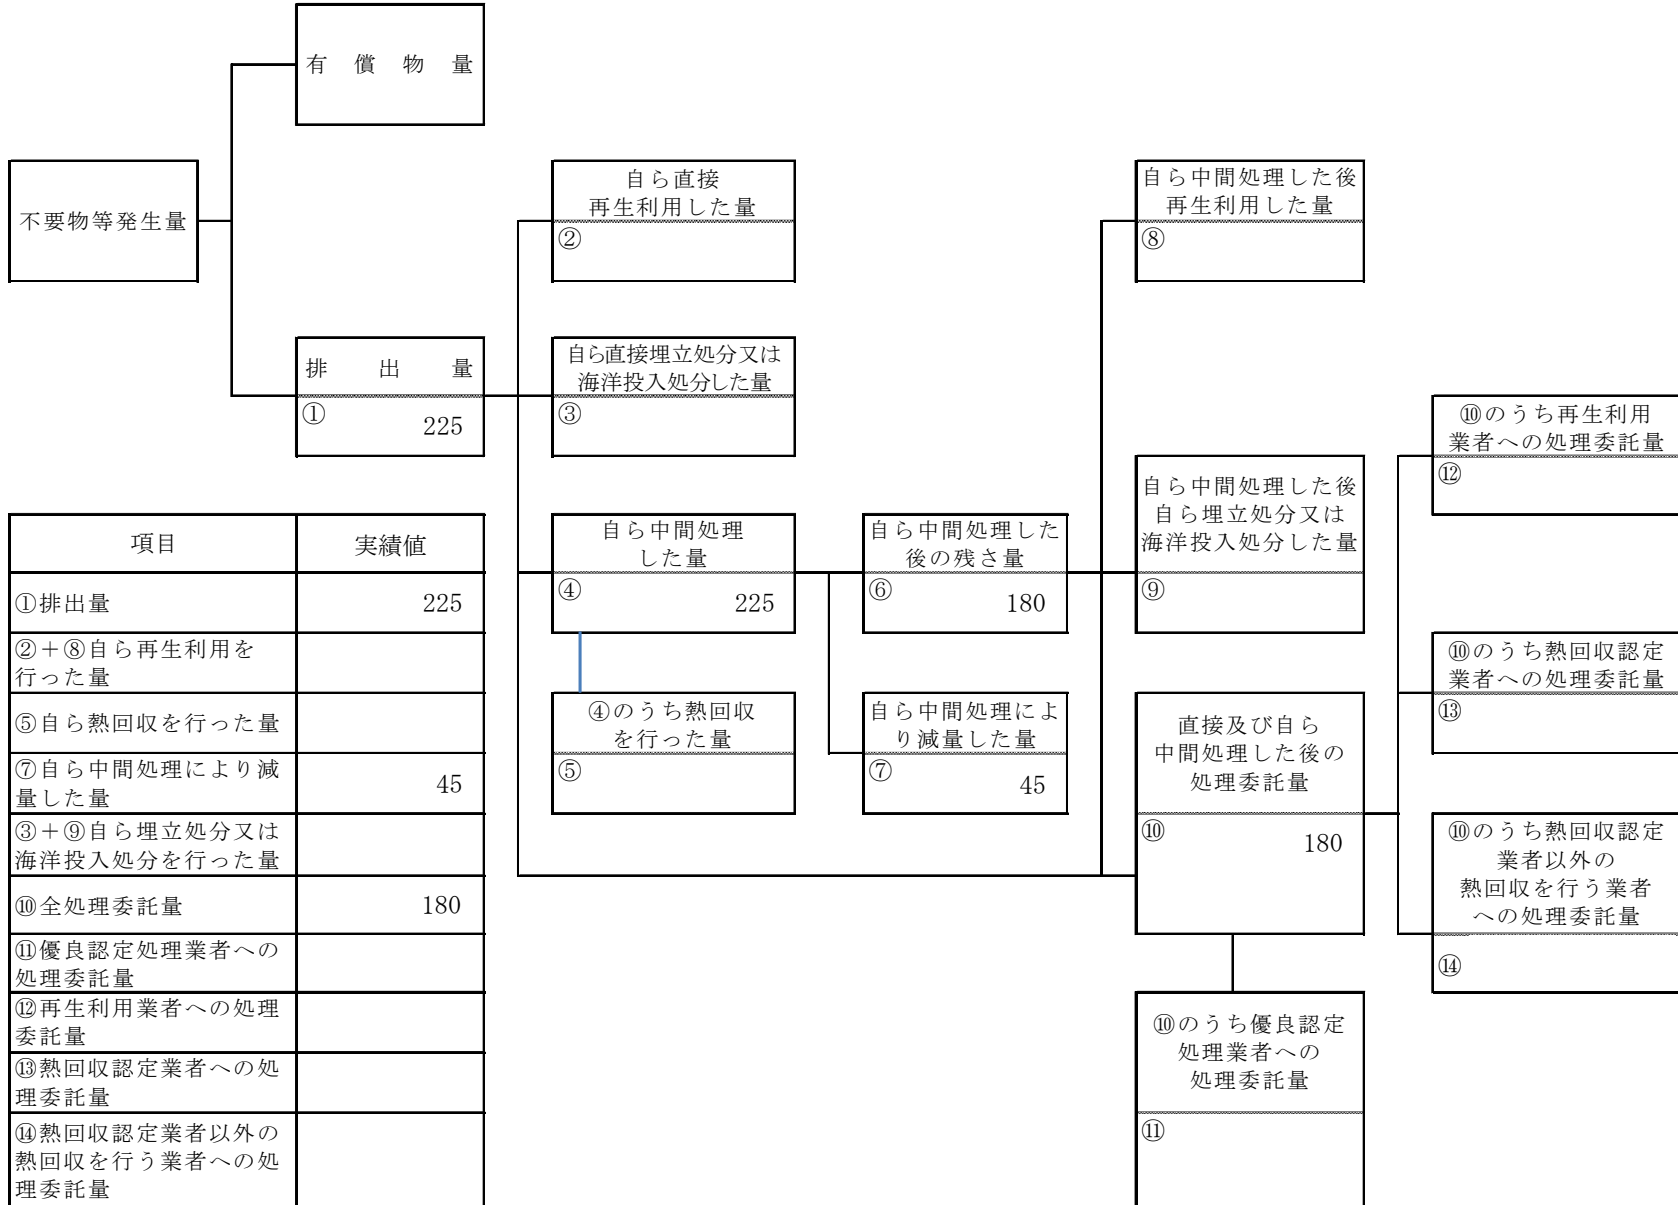 有償物量
不要物等発生量
排出量
①
225
自ら直接
再生利用した量
②
自ら直接埋立処分又は
海洋投入処分した量
③
自ら中間処理
した量
④
225
④のうち熱回収
を行った量
⑤
自ら中間処理した
後の残さ量
⑥
180
自ら中間処理によ
り減量した量
⑦
45
自ら中間処理した後
再生利用した量
⑧
自ら中間処理した後
自ら埋立処分又は
海洋投入処分した量
⑨
直接及び自ら
中間処理した後の
処理委託量
⑩
180
⑩のうち優良認定
処理業者への
処理委託量
⑪
⑩のうち再生利用
業者への処理委託量
⑫
⑩のうち熱回収認定
業者への処理委託量
⑬
⑩のうち熱回収認定
業者以外の
熱回収を行う業者
への処理委託量
⑭
項目 実績値
①排出量 225
②+⑧自ら再生利用を
行った量
⑤自ら熱回収を行った量
⑦自ら中間処理により減
量した量 45
③+⑨自ら埋立処分又は
海洋投入処分を行った量
⑩全処理委託量 180
⑪優良認定処理業者への
処理委託量
⑫再生利用業者への処理
委託量
⑬熱回収認定業者への処
理委託量
⑭熱回収認定業者以外の
熱回収を行う業者への処
理委託量